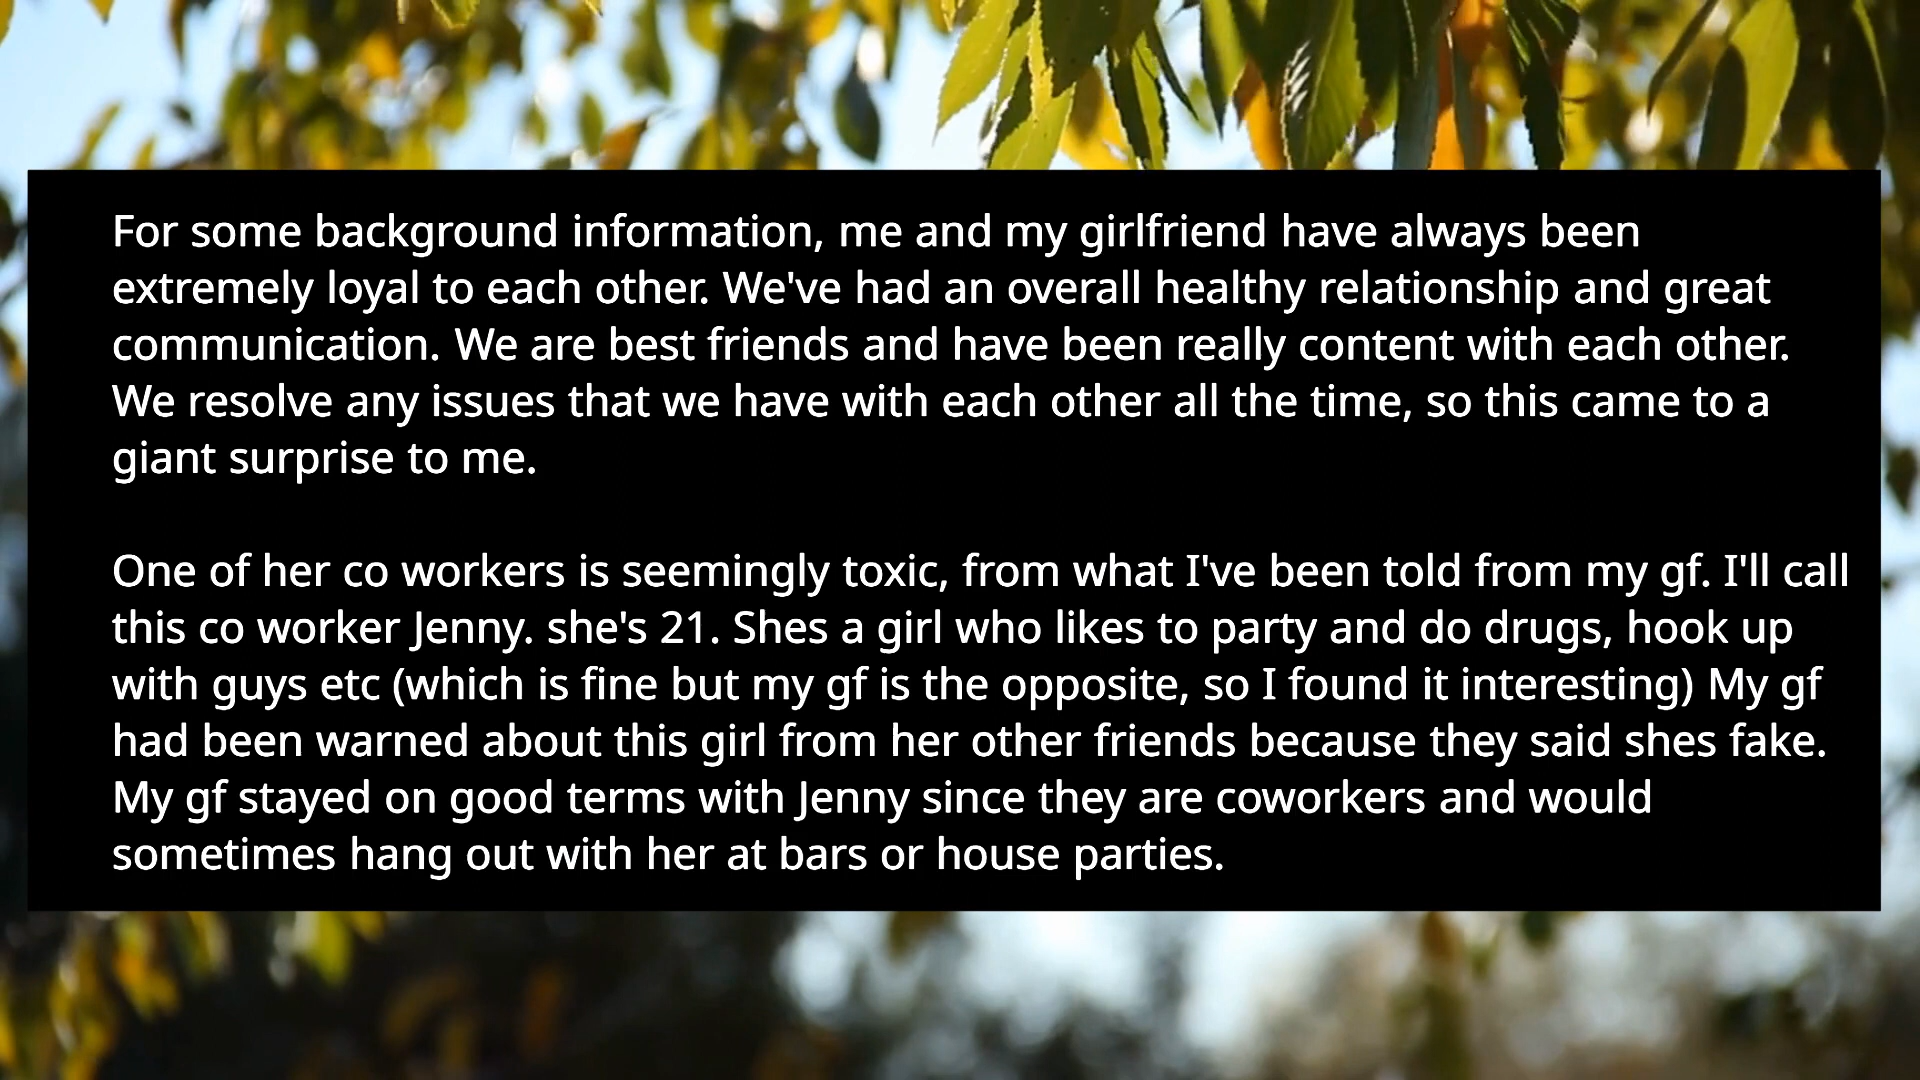 For some background information, me and my girlfriend have always been
extremely loyal to each other. We've had an overall healthy relationship and great
communication. We are best friends and have been really content with each other.
We resolve any issues that we have with each other all the time, so this came to a
giant surprise to me.
One of her co workers is seemingly toxic, from what I've been told from my gf. I'll call
this co worker Jenny. she's 21. Shes a girl who likes to party and do drugs, hook up
with guys etc (which is fine but my gf is the opposite, so I found it interesting) My gf
had been warned about this girl from her other friends because they said shes fake.
My gf stayed on good terms with Jenny since they are coworkers and would
sometimes hang out with her at bars or house parties.